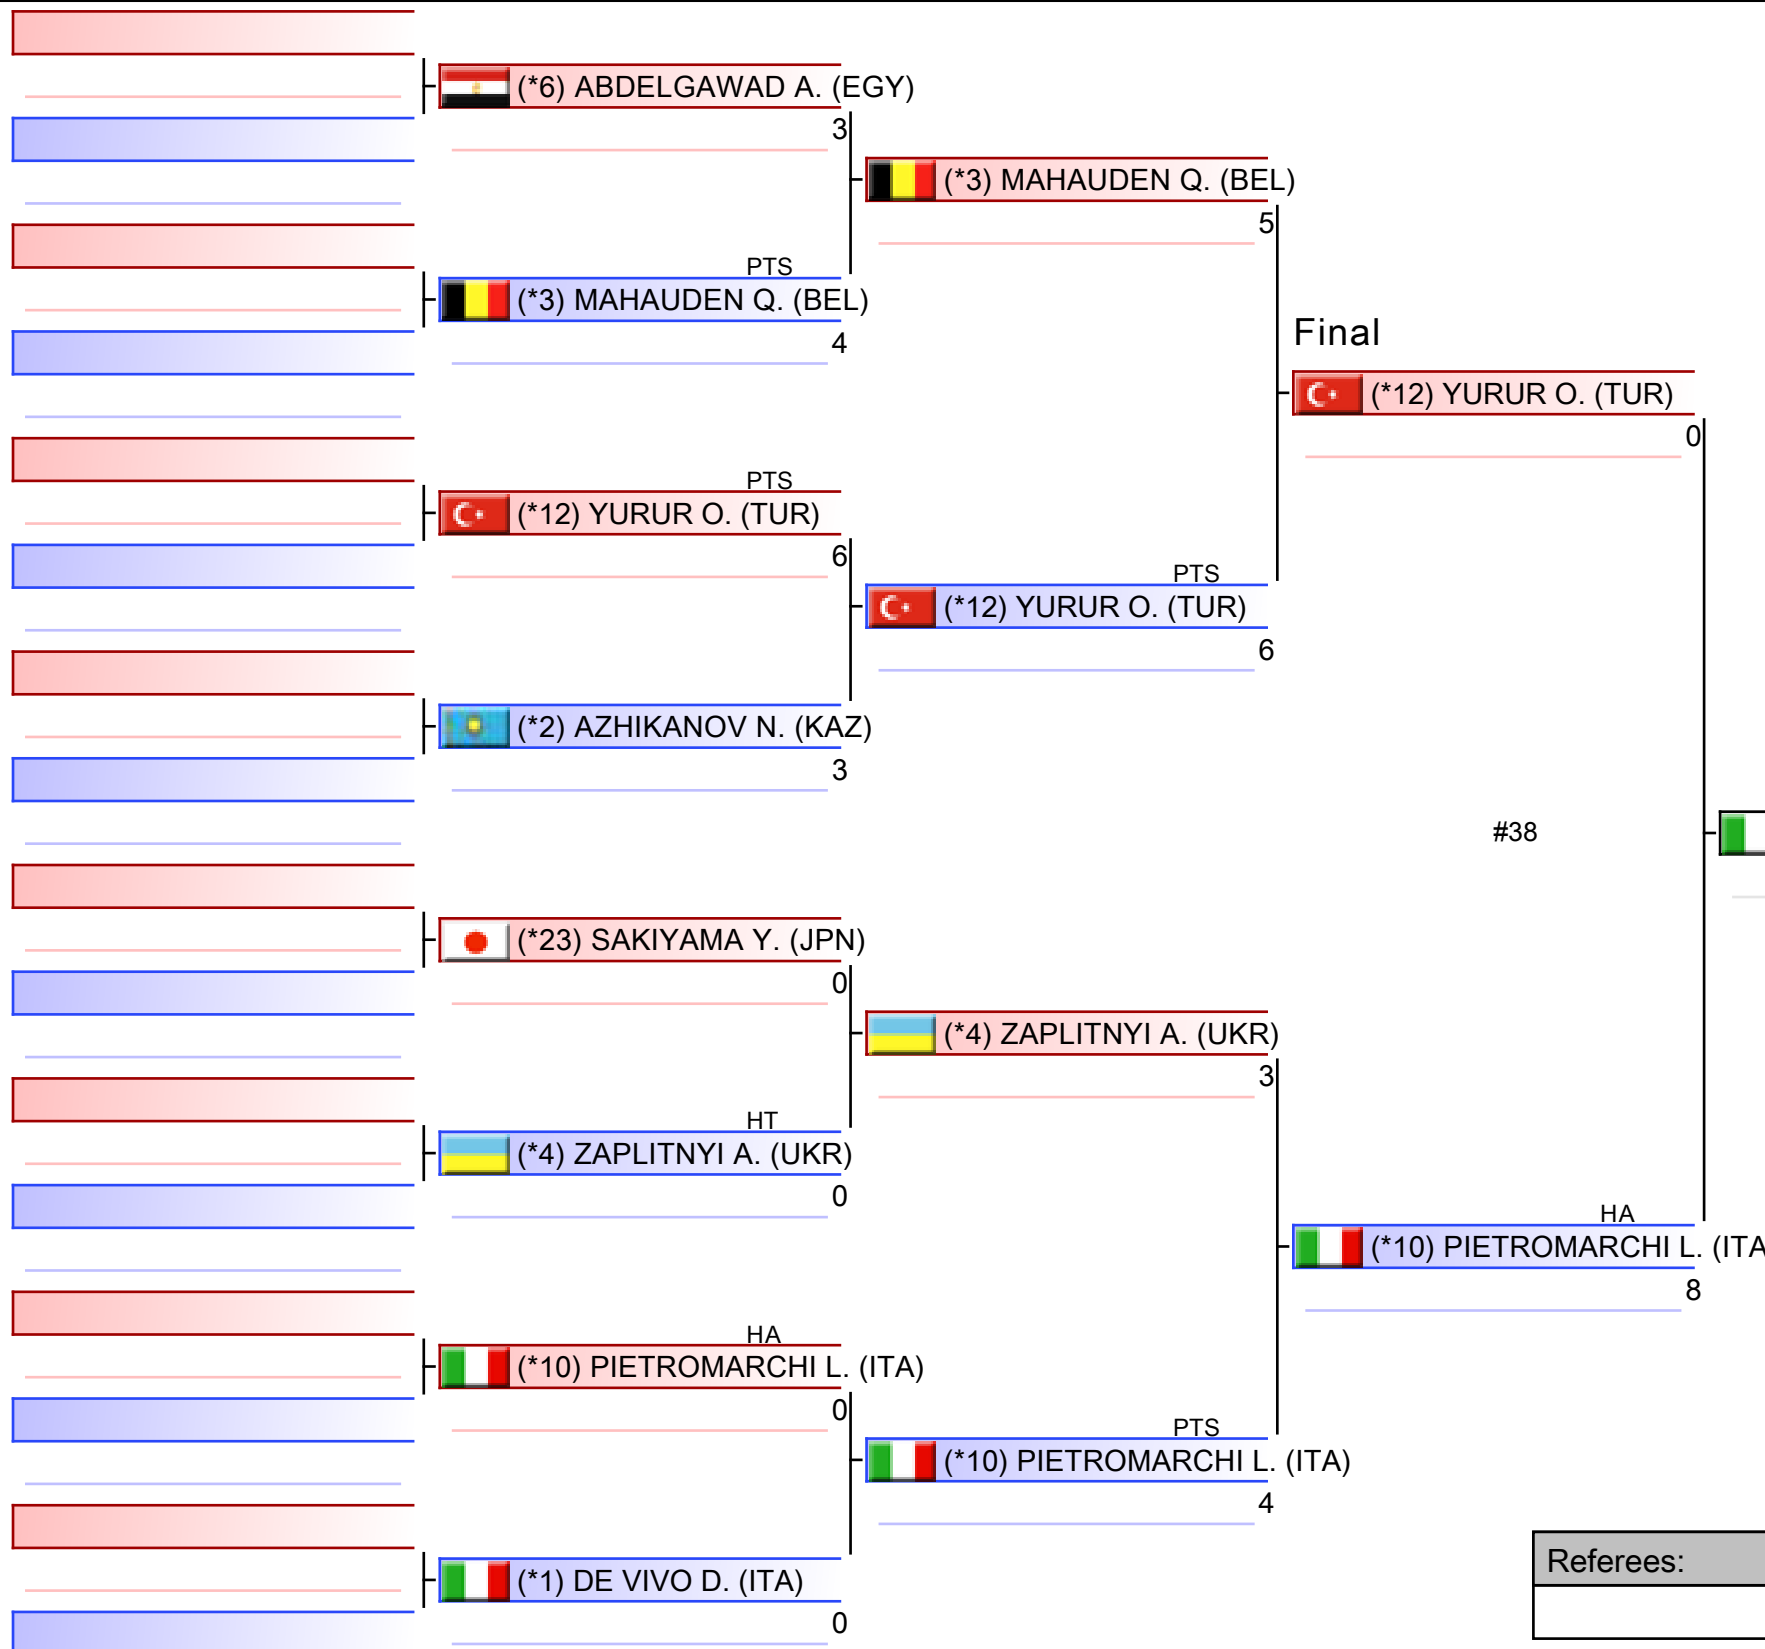 (*6) ABDELGAWAD A. (EGY)
3
PTS
(*3) MAHAUDEN Q. (BEL)
4
PTS
(*12) YURUR O. (TUR)
6
(*2) AZHIKANOV N. (KAZ)
3
(*23) SAKIYAMA Y. (JPN)
0
HT
(*4) ZAPLITNYI A. (UKR)
0
HA
(*10) PIETROMARCHI L. (ITA)
0
(*1) DE VIVO D. (ITA)
0
(*3) MAHAUDEN Q. (BEL)
5
PTS
(*12) YURUR O. (TUR)
6
(*4) ZAPLITNYI A. (UKR)
3
PTS
(*10) PIETROMARCHI L. (ITA)
4
Final
(*12) YURUR O. (TUR)
0
#38
HA
(*10) PIETROMARCHI L. (ITA
8
Referees: